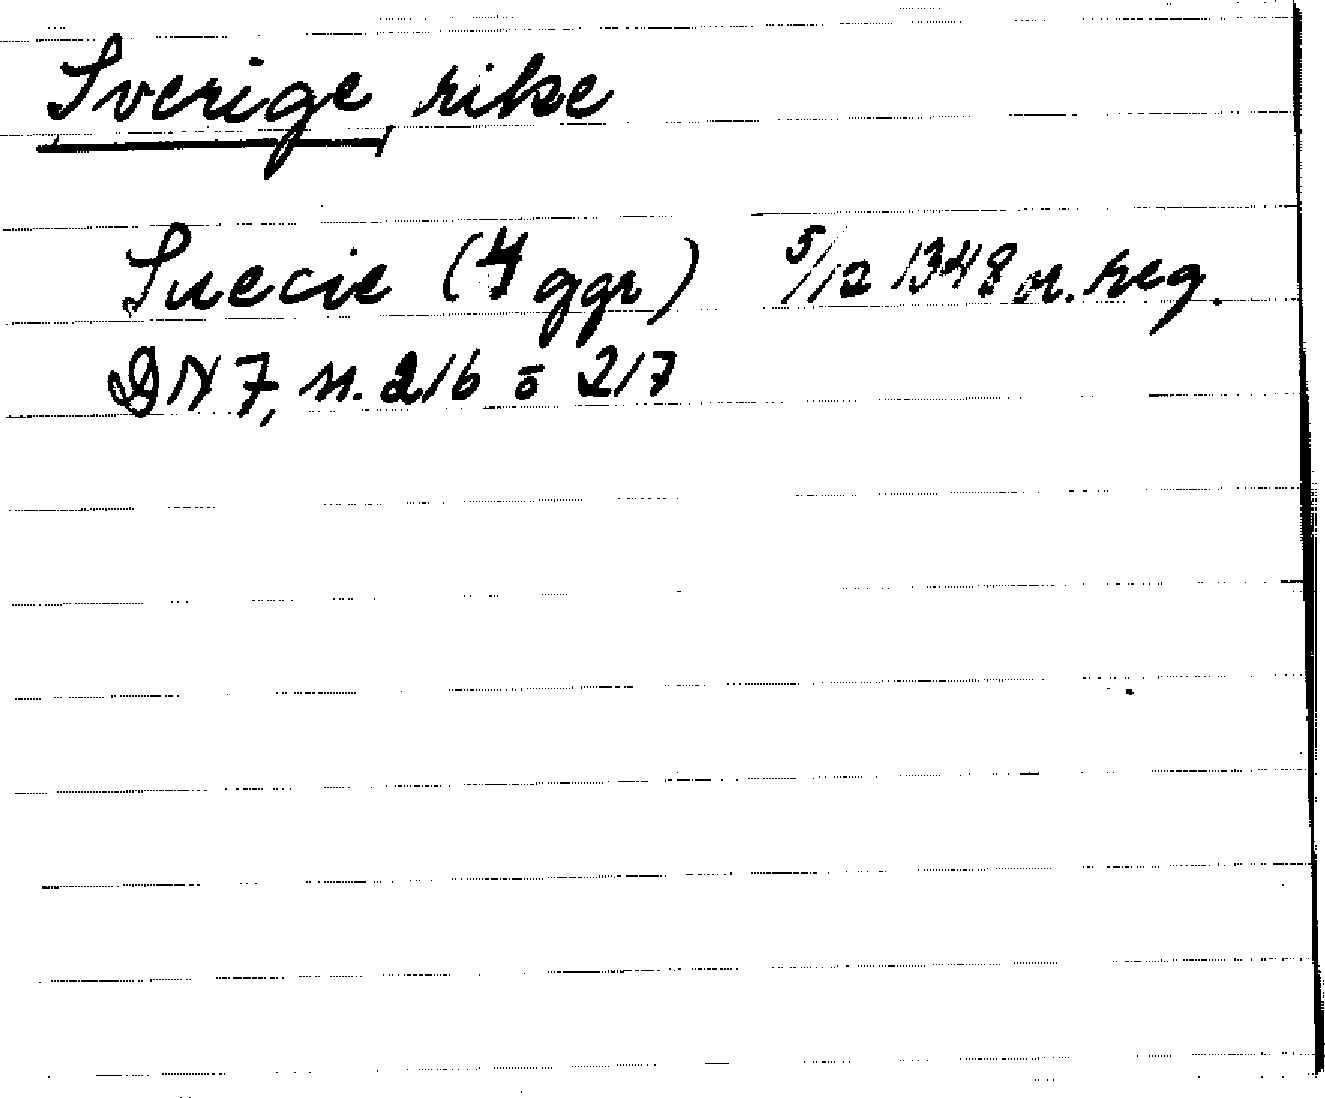 Sverige, rike
Suecie (4 ggr) 5/12 1348 or. reg.
DN 7, n. 216 o 217